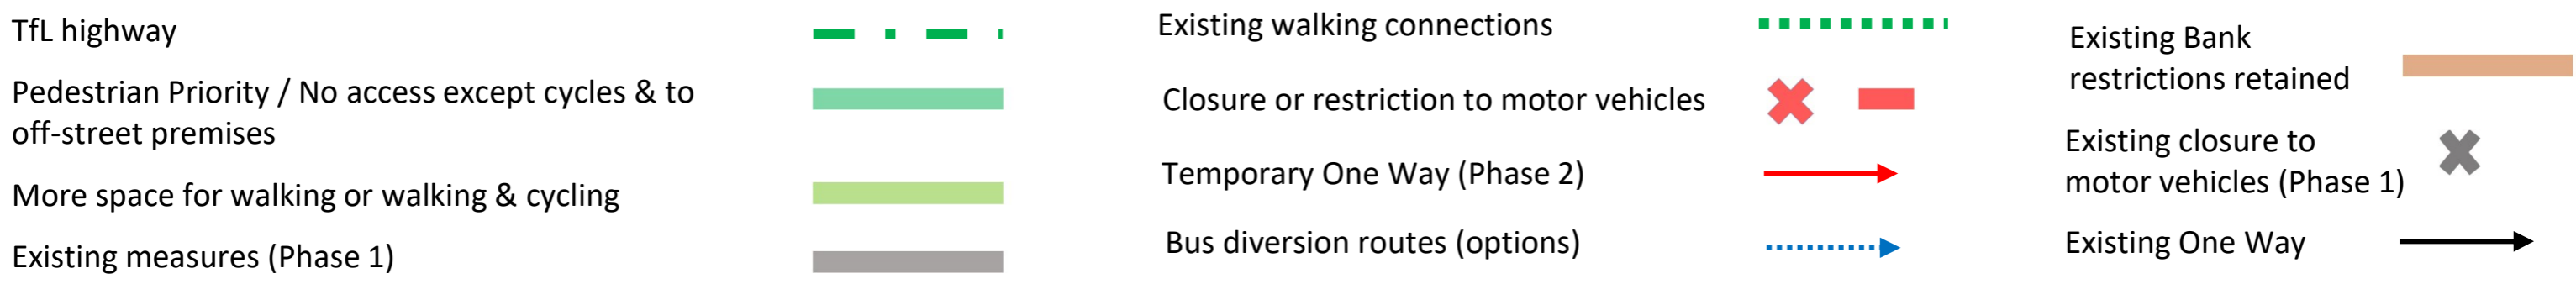 TfL highway
Pedestrian Priority / No access except cycles & to
off-street premises
More space for walking or walking & cycling
Existing measures (Phase 1)
Existing walking connections
Closure or restriction to motor vehicles
Temporary One Way (Phase 2)
Bus diversion routes (options)
Existing Bank
restrictions retained
Existing closure to
motor vehicles (Phase 1)
Existing One Way